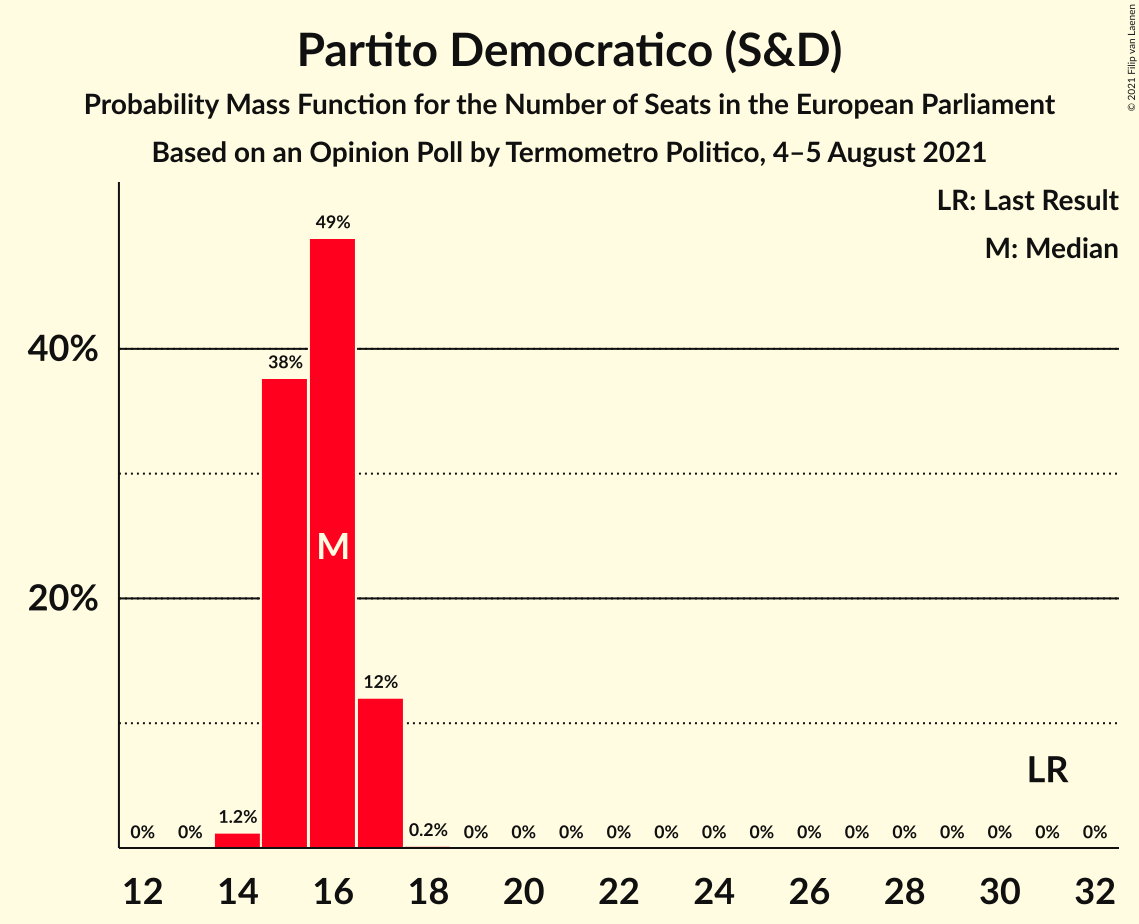 Partito Democratico (S&D)
Probability Mass Function for the Number of Seats in the European Parliament
Based on an Opinion Poll by Termometro Politico, 4–5 August 2021
© 2021 Filip van Laenen
LR: Last Result
M: Median
49%
40%
38%
M
20%
12%
LR
0% 0% 1.2% 0.2% 0% 0% 0% 0% 0% 0% 0% 0% 0% 0% 0% 0% 0% 0%
12 14 16 18 20 22 24 26 28 30 32